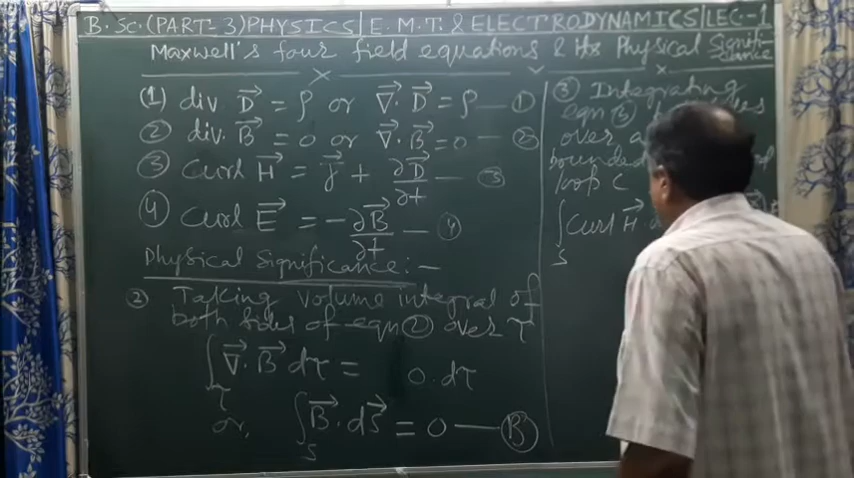 B.Sc.(PART-3)PHYSICS|E.M.T.& ELECTRODYNAMICS|LEC-1
Maxwell's four field equations & Its Physical Signifi-
cance
(1) div D⃗ = ρ or ∇⃗. D⃗ = ρ — ①
② div. B⃗ = 0 or ∇⃗. B⃗ = 0 — ②
③ Curl H⃗ = J⃗ + ∂D⃗/∂t — ③
④ Curl E⃗ = -∂B⃗/∂t — ④
Physical Significance:-
② Taking volume integral of
both sides of eqn ② over τ
∫τ ∇⃗. B⃗ dτ = 0. dτ
or, ∫S B⃗. dS⃗ = 0 — Ⓑ
③ Integrating
eqn ③
over a
bounded
loop C
∫S Curl H⃗.